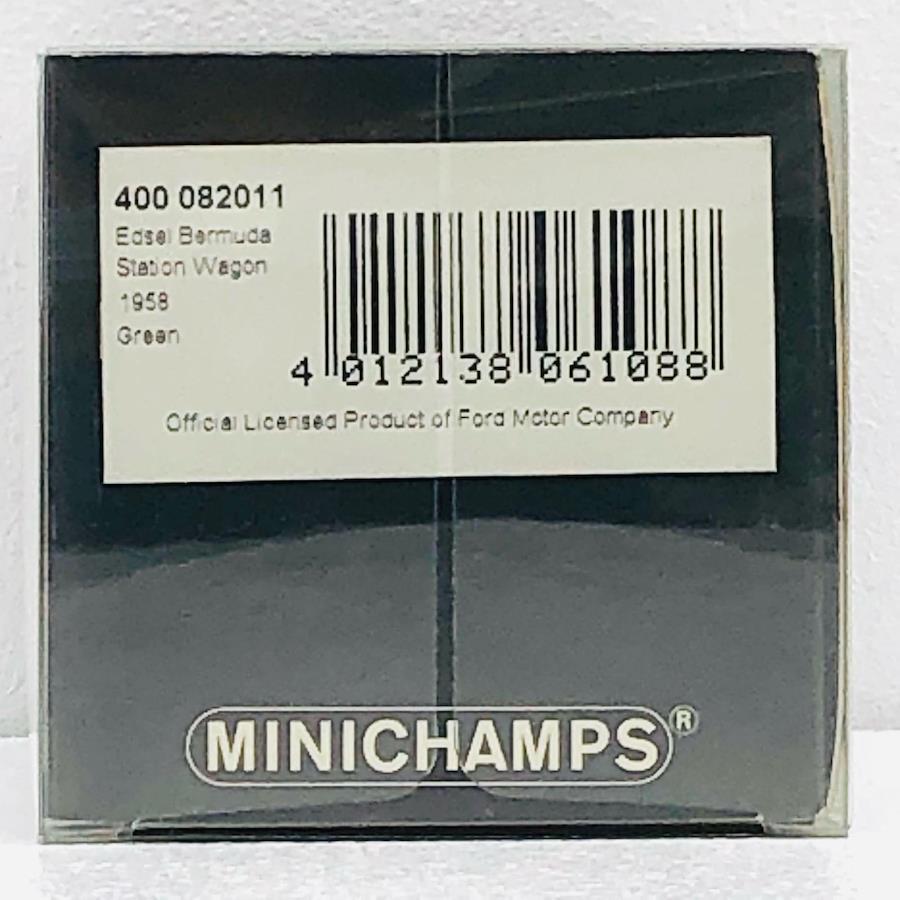 400 082011
Edsel Bermuda
Station Wagon
1958
Green
4 012138 061088
Official Licensed Product of Ford Motor Company
MINICHAMPS®